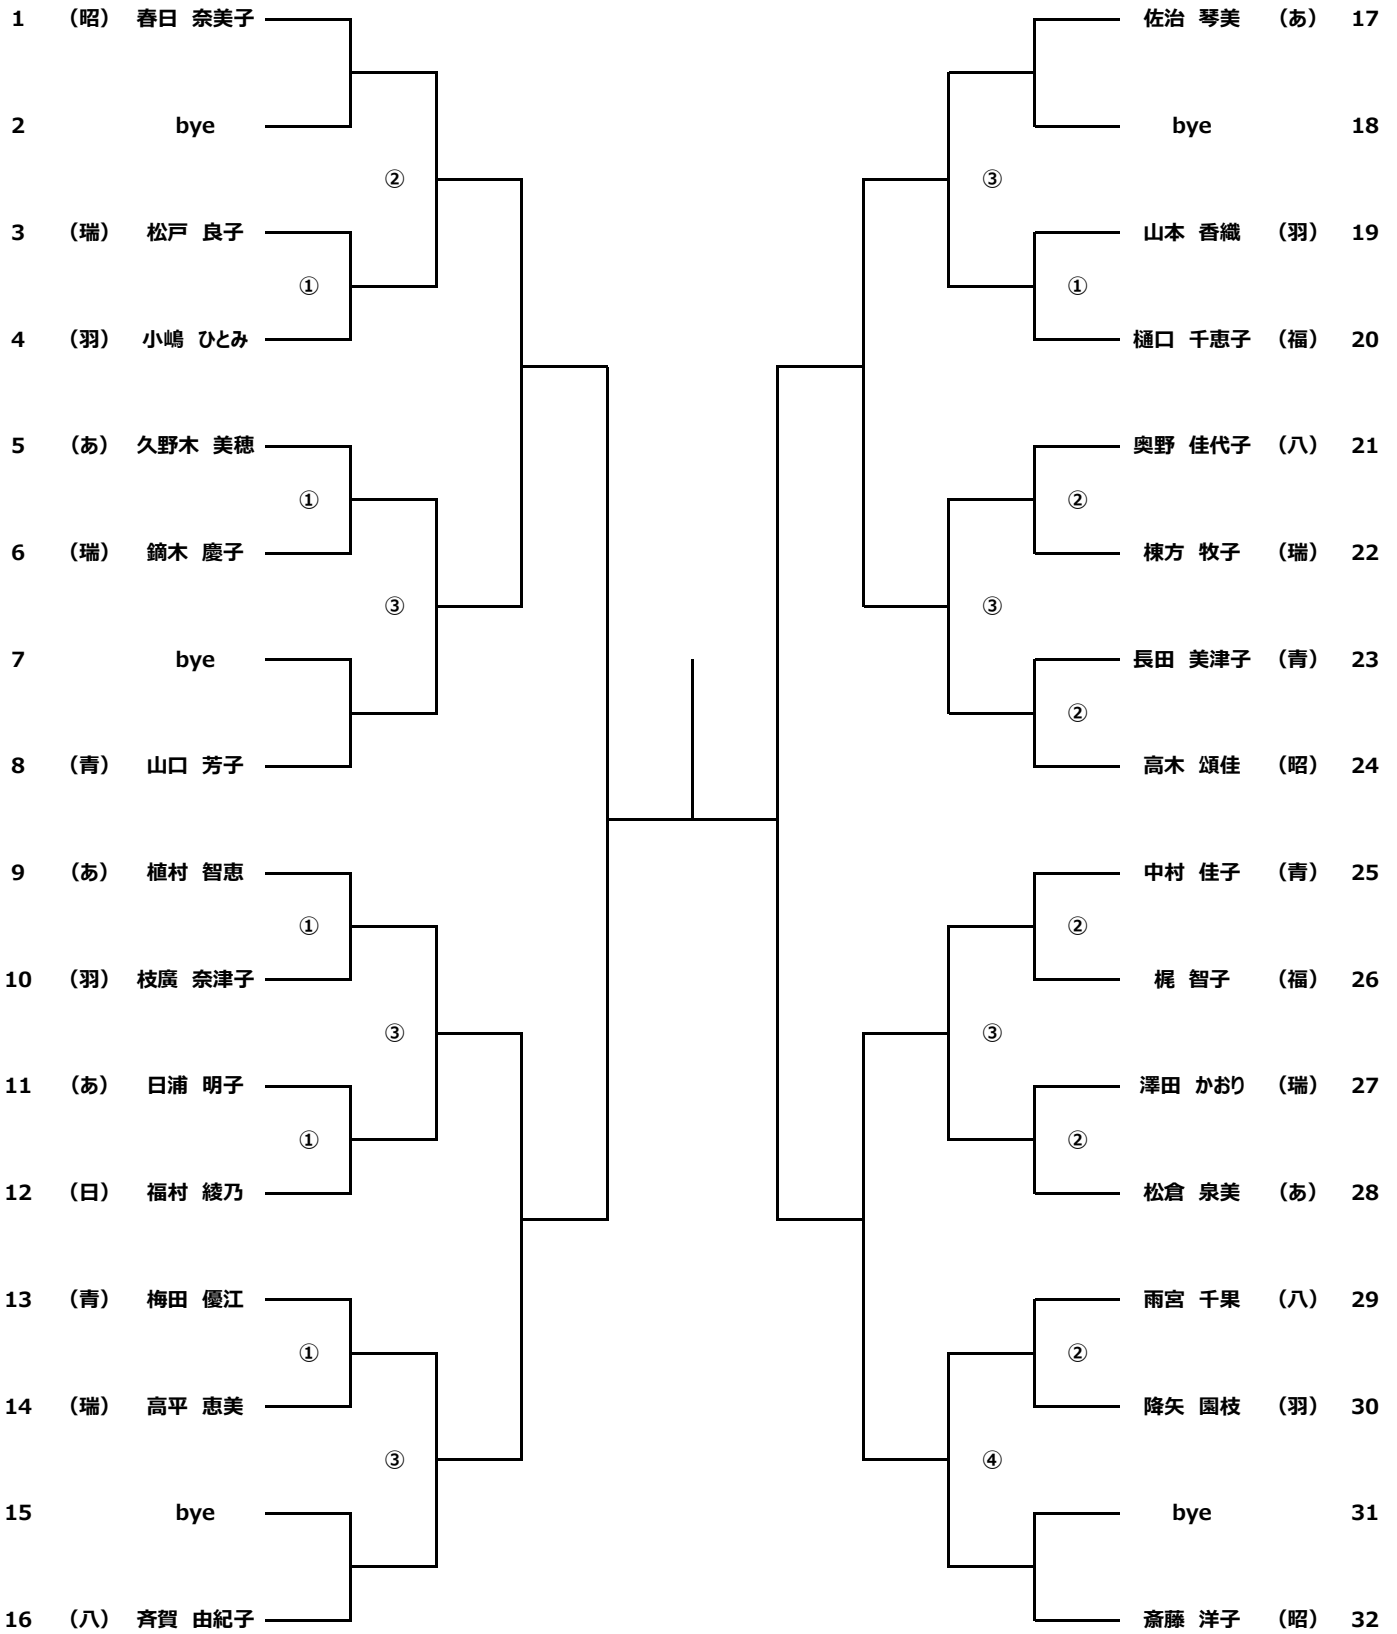 1 （昭） 春日 奈美子
2 bye
②
3 （瑞） 松戸 良子
①
4 （羽） 小嶋 ひとみ
5 （あ） 久野木 美穂
①
6 （瑞） 鏑木 慶子
③
7 bye
8 （青） 山口 芳子
9 （あ） 植村 智恵
①
10 （羽） 枝廣 奈津子
③
11 （あ） 日浦 明子
①
12 （日） 福村 綾乃
13 （青） 梅田 優江
①
14 （瑞） 高平 恵美
③
15 bye
16 （八） 斉賀 由紀子
佐治 琴美 （あ） 17
bye 18
③
山本 香織 （羽） 19
①
樋口 千恵子 （福） 20
奥野 佳代子 （八） 21
②
棟方 牧子 （瑞） 22
③
長田 美津子 （青） 23
②
高木 頌佳 （昭） 24
中村 佳子 （青） 25
②
梶 智子 （福） 26
③
澤田 かおり （瑞） 27
②
松倉 泉美 （あ） 28
雨宮 千果 （八） 29
②
降矢 園枝 （羽） 30
④
bye 31
斎藤 洋子 （昭） 32